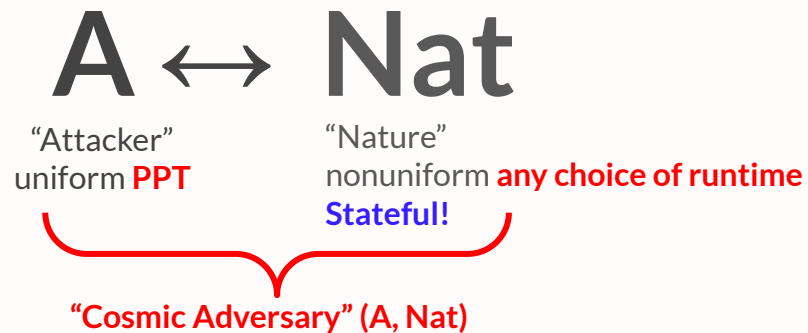 A ↔ Nat
“Attacker”
uniform PPT
“Nature”
nonuniform any choice of runtime
Stateful!
“Cosmic Adversary” (A, Nat)